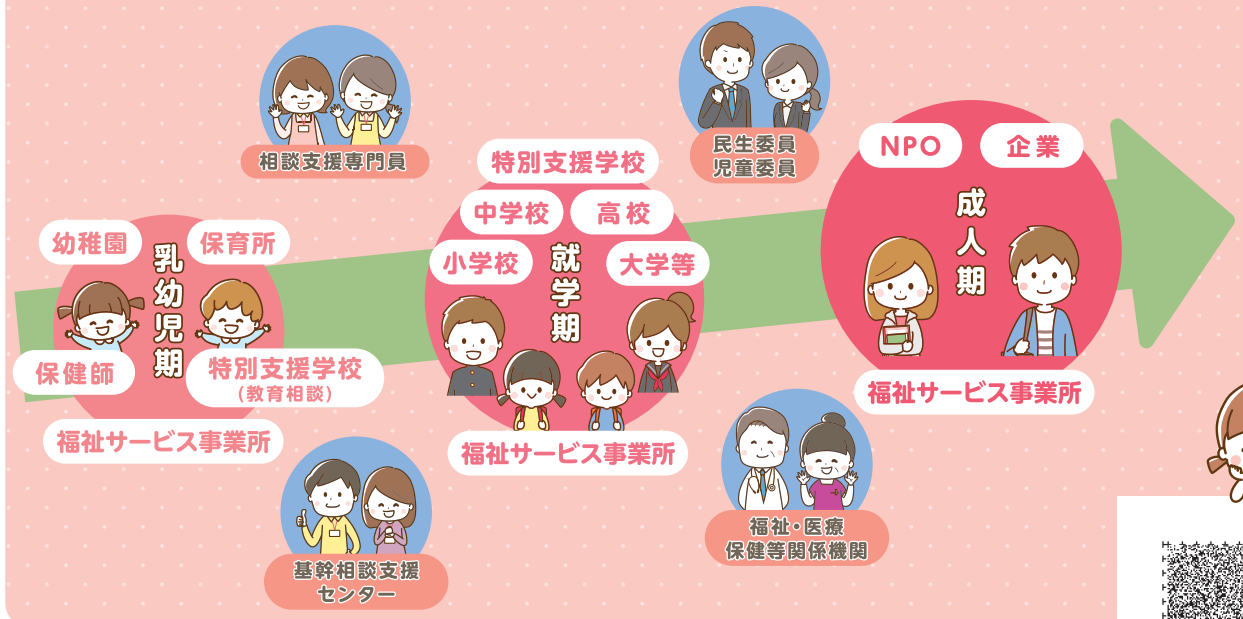 相談支援専門員
民生委員
児童委員
幼稚園
保育所
乳幼児期
保健師
特別支援学校
(教育相談)
福祉サービス事業所
特別支援学校
中学校
高校
小学校
大学等
就学期
福祉サービス事業所
NPO
企業
成人期
福祉サービス事業所
基幹相談支援
センター
福祉・医療
保健等関係機関